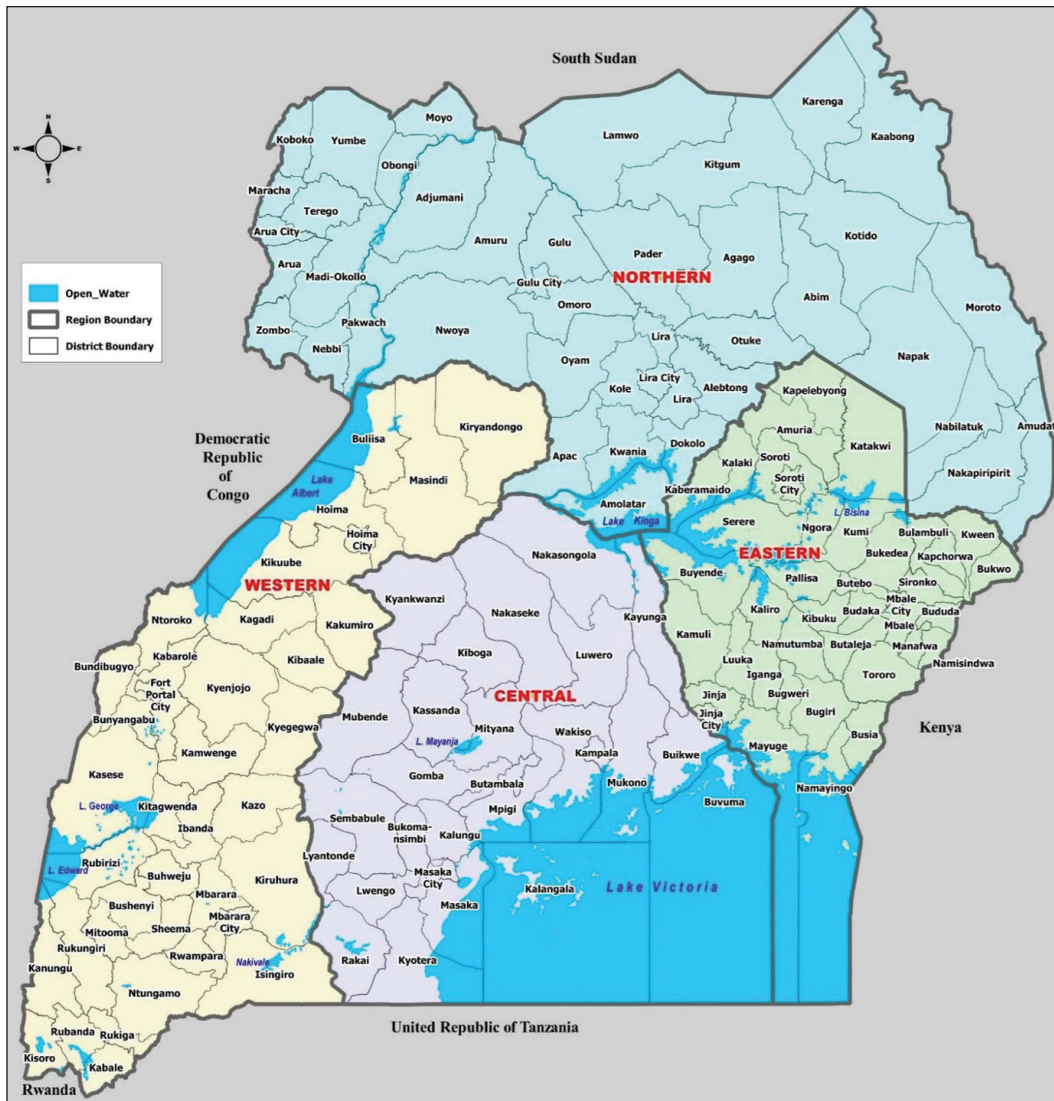 South Sudan
N
W
E
S
Karenga
Kaabong
Moyo
Lamwo
Koboko
Yumbe
Kitgum
Obongi
Maracha
Adjumani
Terego
Arua City
Kotido
Amuru
Gulu
Pader
Agago
Arua
Madi-Okollo
NORTHERN
Gulu City
Abim
Omoro
Moroto
Pakwach
Nwoya
Zombo
Nebbi
Lira
Otuke
Napak
Oyam
Lira City
Kole
Alebtong
Kapelebyong
Lira
Open_Water
Region Boundary
District Boundary
Kiryandongo
Amuria
Nabilatuk
Amudat
Democratic
Republic
of
Congo
Buliisa
Dokolo
Katakwi
Kwania
Apac
Kalaki
Soroti
Nakapiripirit
Masindi
Lake
Albert
Soroti
City
Kaberamaido
Hoima
Amolatar
L. Bisina
Lake Kioga
Serere
Ngora
Kumi
Bulambuli
Kween
Hoima
City
Nakasongola
EASTERN
Bukedea
Kapchorwa
Bukwo
Kikuube
WESTERN
Buyende
Pallisa
Butebo
Sironko
Kyankwanzi
Nakaseke
Mbale
City
Bududa
Ntoroko
Kagadi
Kakumiro
Kayunga
Kaliro
Kibuku
Budaka
Mbale
Kamuli
Namutumba
Butaleja
Manafwa
Kabarole
Kibaale
Kiboga
Luwero
Namisindwa
Bundibugyo
Luuka
Fort
Portal
City
Kyenjojo
Iganga
Tororo
CENTRAL
Jinja
Bugweri
Bunyangabu
Kassanda
Jinja
City
Bugiri
Kyegegwa
Mubende
Mityana
Wakiso
Kenya
Busia
L. Mayanja
Mayuge
Kamwenge
Kampala
Buikwe
Kasese
Gomba
Butambala
Mukono
Namayingo
L. George
Kitagwenda
Kazo
Mpigi
Buvuma
Sembabule
Ibanda
Bukoma-
nsimbi
Kalungu
L. Edward
Rubirizi
Lyantonde
Buhweju
Kiruhura
Masaka
City
Lwengo
Kalangala
Lake Victoria
Mbarara
Bushenyi
Masaka
Mbarara
City
Mitooma
Sheema
Rukungiri
Rwampara
Nakivale
Rakai
Kyotera
Kanungu
Isingiro
Ntungamo
United Republic of Tanzania
Rubanda
Rukiga
Kisoro
Kabale
Rwanda